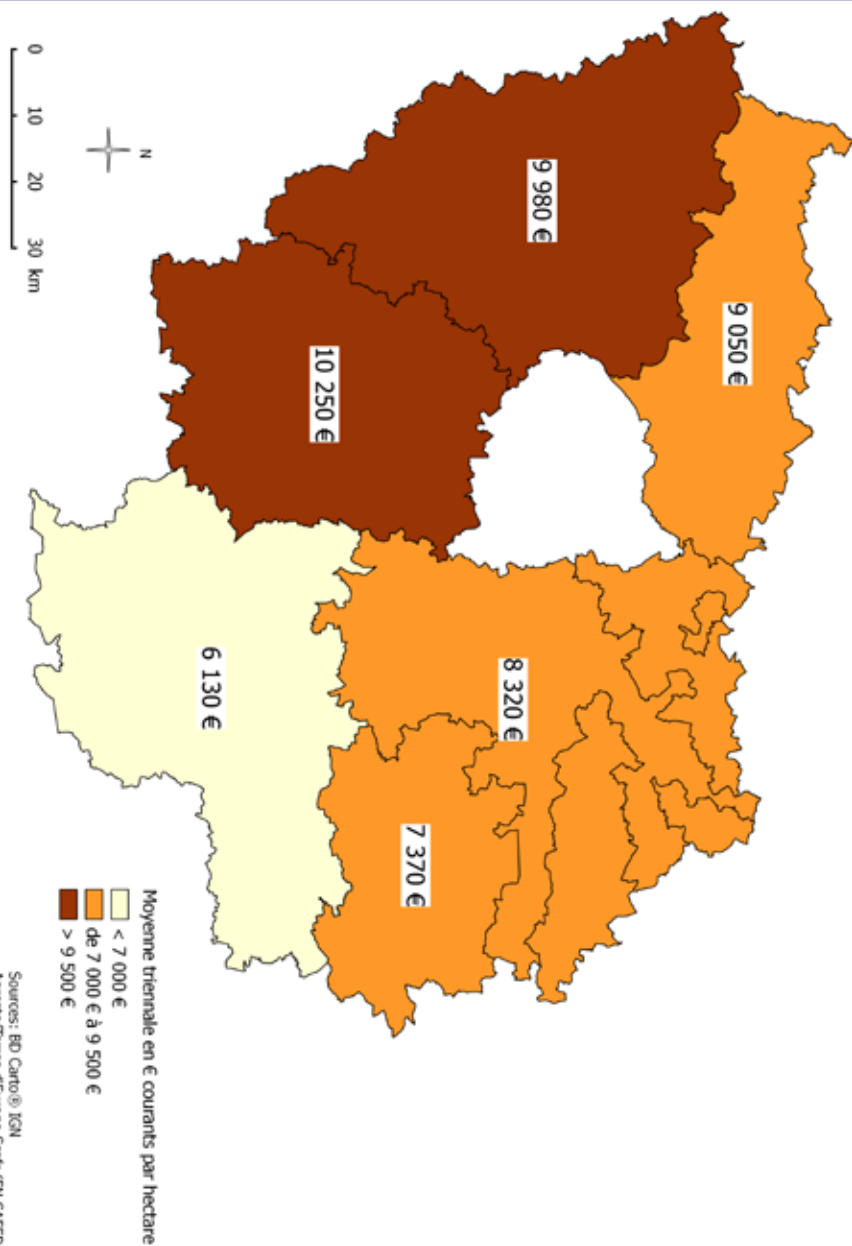 9 050 €
9 980 €
8 320 €
7 370 €
10 250 €
6 130 €
N
0 10 20 30 km
Moyenne triennale en € courants par hectare
< 7 000 €
de 7 000 € à 9 500 €
> 9 500 €
Sources: BD Carto® IGN